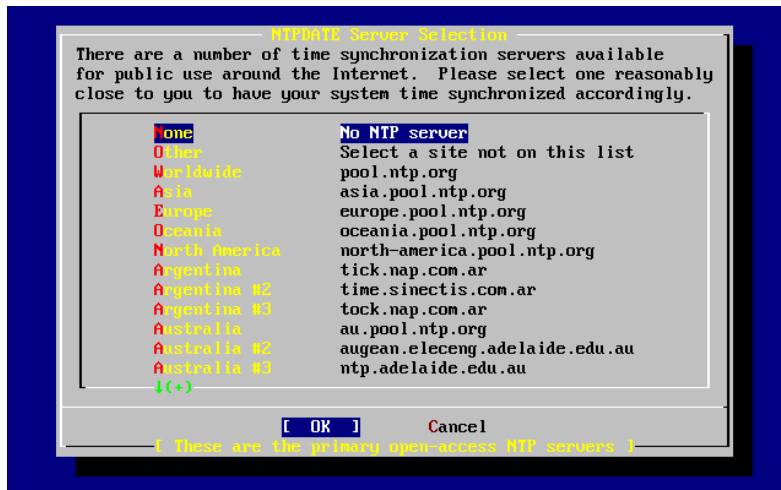 NTPDATE Server Selection
There are a number of time synchronization servers available
for public use around the Internet.  Please select one reasonably
close to you to have your system time synchronized accordingly.
None No NTP server
Other Select a site not on this list
Worldwide pool.ntp.org
Asia asia.pool.ntp.org
Europe europe.pool.ntp.org
Oceania oceania.pool.ntp.org
North America north-america.pool.ntp.org
Argentina tick.nap.com.ar
Argentina #2 time.sinectis.com.ar
Argentina #3 tock.nap.com.ar
Australia au.pool.ntp.org
Australia #2 augean.eleceng.adelaide.edu.au
Australia #3 ntp.adelaide.edu.au
↓(+)
[ OK ] Cancel
[ These are the primary open-access NTP servers ]